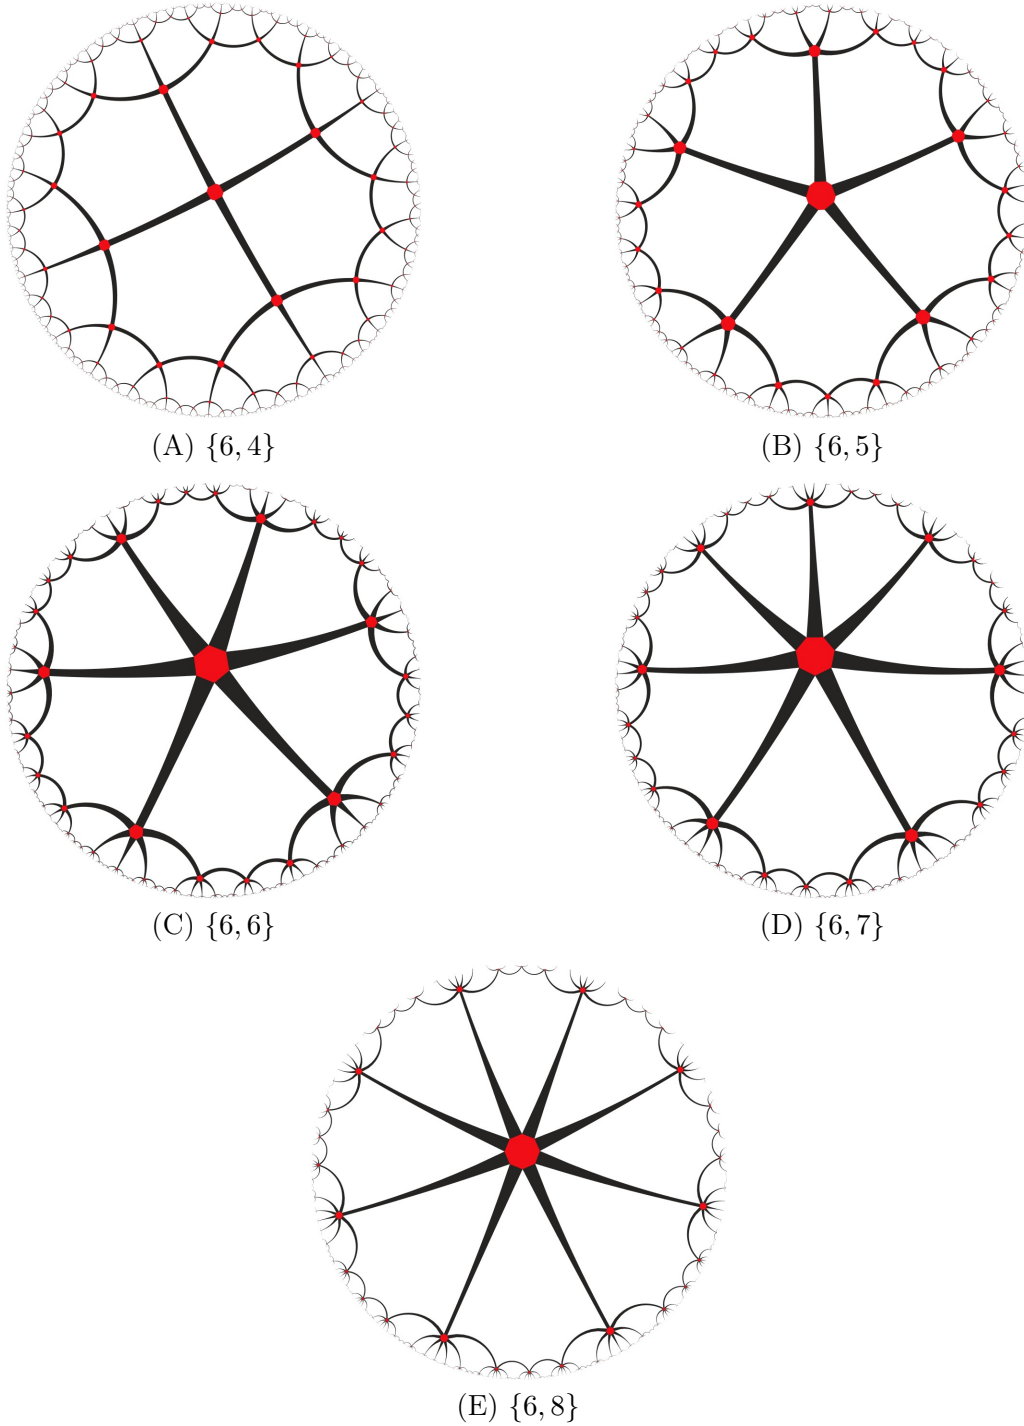 (A) {6, 4}
(B) {6, 5}
(C) {6, 6}
(D) {6, 7}
(E) {6, 8}